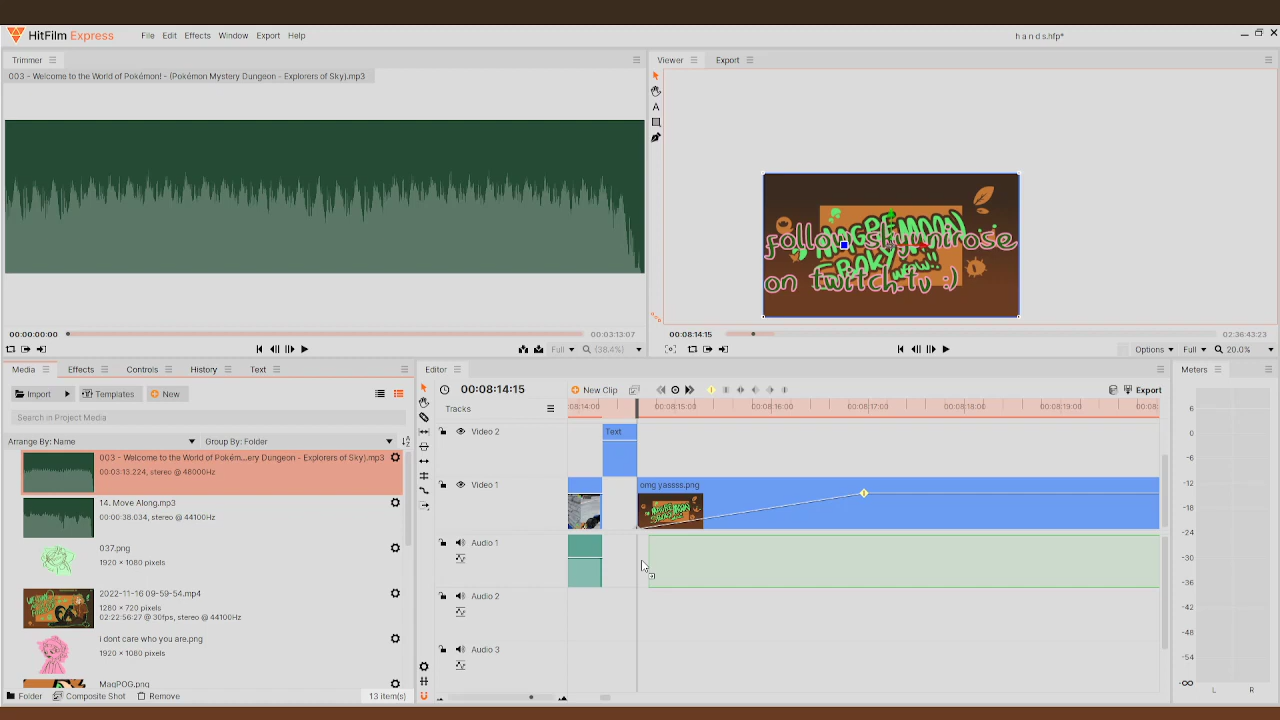 HitFilm Express
File Edit Effects Window Export Help
h a n d s.hfp*
Trimmer
003 - Welcome to the World of Pokémon! - (Pokémon Mystery Dungeon - Explorers of Sky).mp3
00:00:00:00
00:03:13:07
Full
(38.4%)
Viewer
Export
follow skymirose
on twitch.tv :)
00:08:14:15
02:36:43:23
Options
Full
20.0%
Media
Effects
Controls
History
Text
Import
Templates
New
Search in Project Media
Arrange By: Name
Group By: Folder
003 - Welcome to the World of Pokém...ery Dungeon - Explorers of Sky).mp3
00:03:13.224, stereo @ 48000Hz
14. Move Along.mp3
00:00:38.034, stereo @ 44100Hz
037.png
1920 × 1080 pixels
2022-11-16 09-59-54.mp4
1280 × 720 pixels
02:22:56:27 @ 30fps, stereo @ 44100Hz
i dont care who you are.png
1920 × 1080 pixels
MagPOG.png
Folder
Composite Shot
Remove
13 item(s)
Editor
00:08:14:15
New Clip
Export
Tracks
:08:14:00
00:08:15:00
00:08:16:00
00:08:17:00
00:08:18:00
00:08:19:00
00:08:
Video 2
Text
Video 1
omg yassss.png
Audio 1
Audio 2
Audio 3
Meters
6
0
-6
-12
-18
-24
-30
-36
-42
-48
-54
-∞
L R